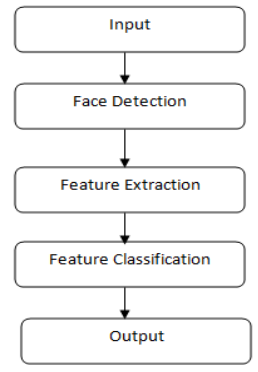 Input
Face Detection
Feature Extraction
Feature Classification
Output